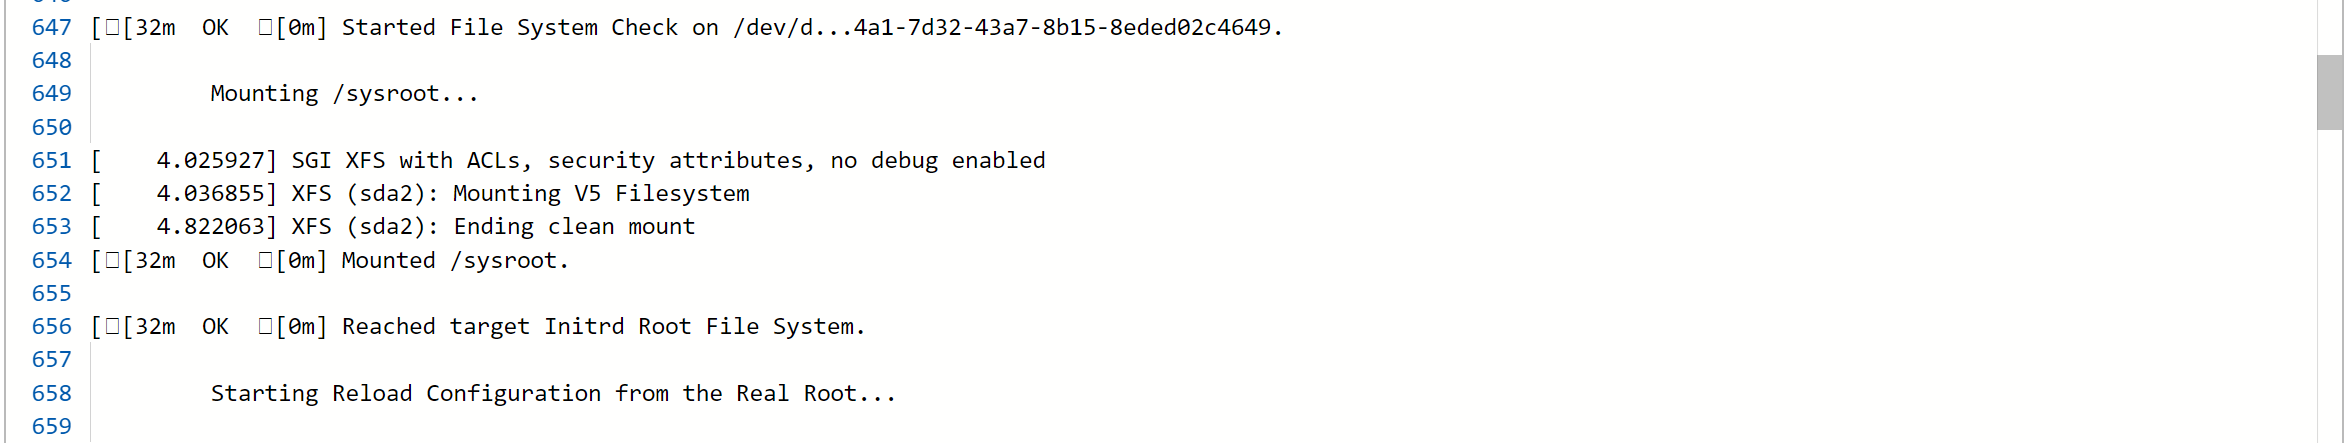 647 [□[32m  OK  □[0m] Started File System Check on /dev/d...4a1-7d32-43a7-8b15-8eded02c4649.
648
649         Mounting /sysroot...
650
651 [    4.025927] SGI XFS with ACLs, security attributes, no debug enabled
652 [    4.036855] XFS (sda2): Mounting V5 Filesystem
653 [    4.822063] XFS (sda2): Ending clean mount
654 [□[32m  OK  □[0m] Mounted /sysroot.
655
656 [□[32m  OK  □[0m] Reached target Initrd Root File System.
657
658         Starting Reload Configuration from the Real Root...
659